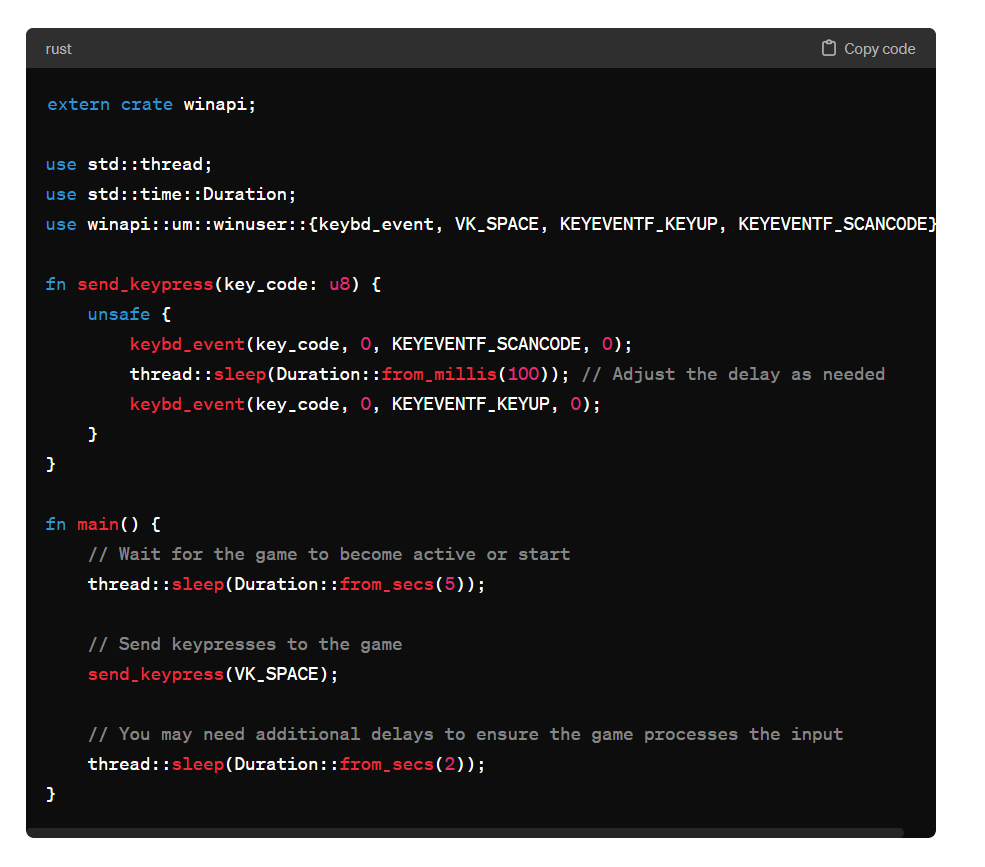 rust
Copy code
extern crate winapi;
use std::thread;
use std::time::Duration;
use winapi::um::winuser::{keybd_event, VK_SPACE, KEYEVENTF_KEYUP, KEYEVENTF_SCANCODE}
fn send_keypress(key_code: u8) {
    unsafe {
        keybd_event(key_code, 0, KEYEVENTF_SCANCODE, 0);
        thread::sleep(Duration::from_millis(100)); // Adjust the delay as needed
        keybd_event(key_code, 0, KEYEVENTF_KEYUP, 0);
    }
}
fn main() {
    // Wait for the game to become active or start
    thread::sleep(Duration::from_secs(5));
    // Send keypresses to the game
    send_keypress(VK_SPACE);
    // You may need additional delays to ensure the game processes the input
    thread::sleep(Duration::from_secs(2));
}